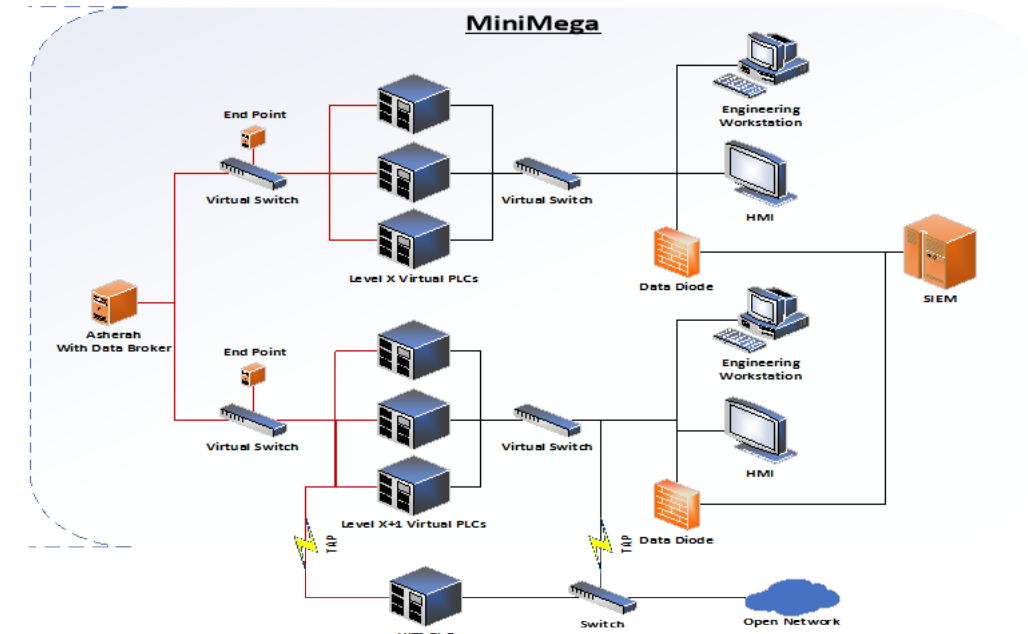 MiniMega
End Point
Engineering
Workstation
Virtual Switch
Virtual Switch
HMI
Level X Virtual PLCs
Data Diode
SIEM
Asherah
With Data Broker
End Point
Engineering
Workstation
Virtual Switch
Virtual Switch
HMI
Level X+1 Virtual PLCs
Data Diode
TAP
TAP
Switch
Open Network